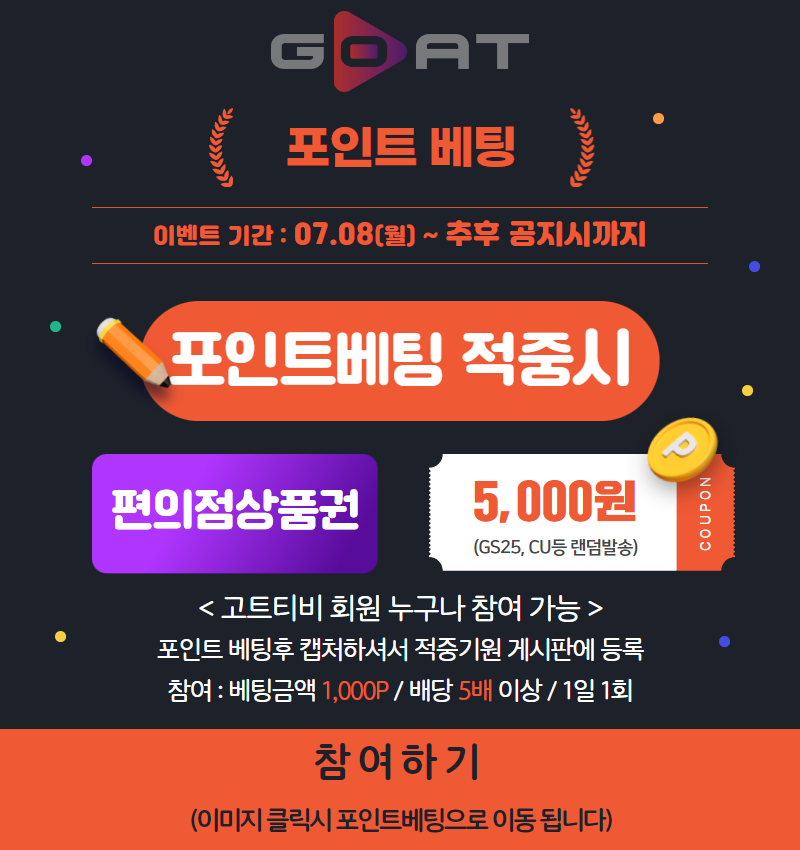 GOAT
포인트 베팅
이벤트 기간 : 07.08(월) ~ 추후 공지시까지
포인트베팅 적중시
편의점상품권
5,000원
(GS25, CU등 랜덤발송)
P
COUPON
< 고트티비 회원 누구나 참여 가능 >
포인트 베팅후 캡처하셔서 적중기원 게시판에 등록
참여 : 베팅금액 1,000P / 배당 5배 이상 / 1일 1회
참여하기
(이미지 클릭시 포인트베팅으로 이동 됩니다)